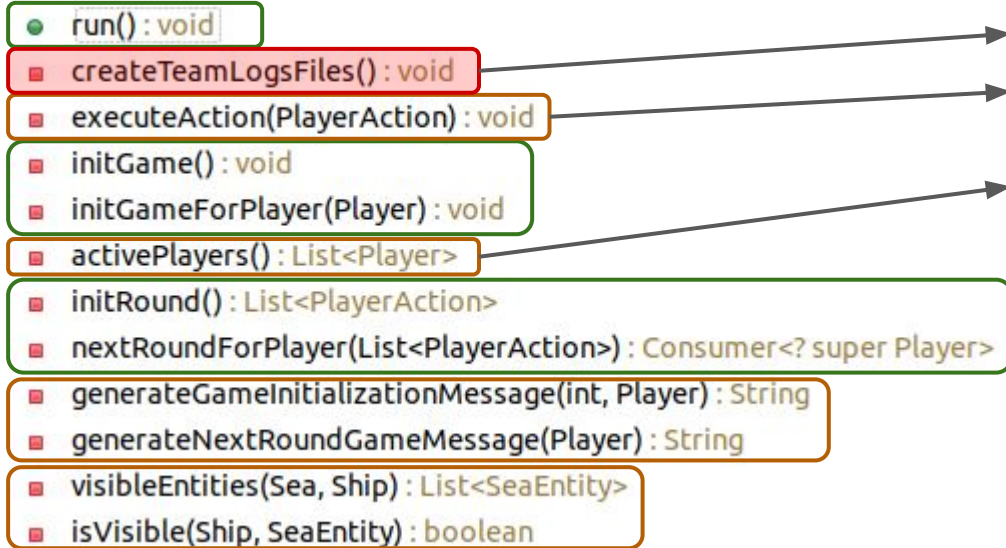 run() : void
createTeamLogsFiles() : void
executeAction(PlayerAction) : void
initGame() : void
initGameForPlayer(Player) : void
activePlayers() : List<Player>
initRound() : List<PlayerAction>
nextRoundForPlayer(List<PlayerAction>) : Consumer<? super Player>
generateGameInitializationMessage(int, Player) : String
generateNextRoundGameMessage(Player) : String
visibleEntities(Sea, Ship) : List<SeaEntity>
isVisible(Ship, SeaEntity) : boolean